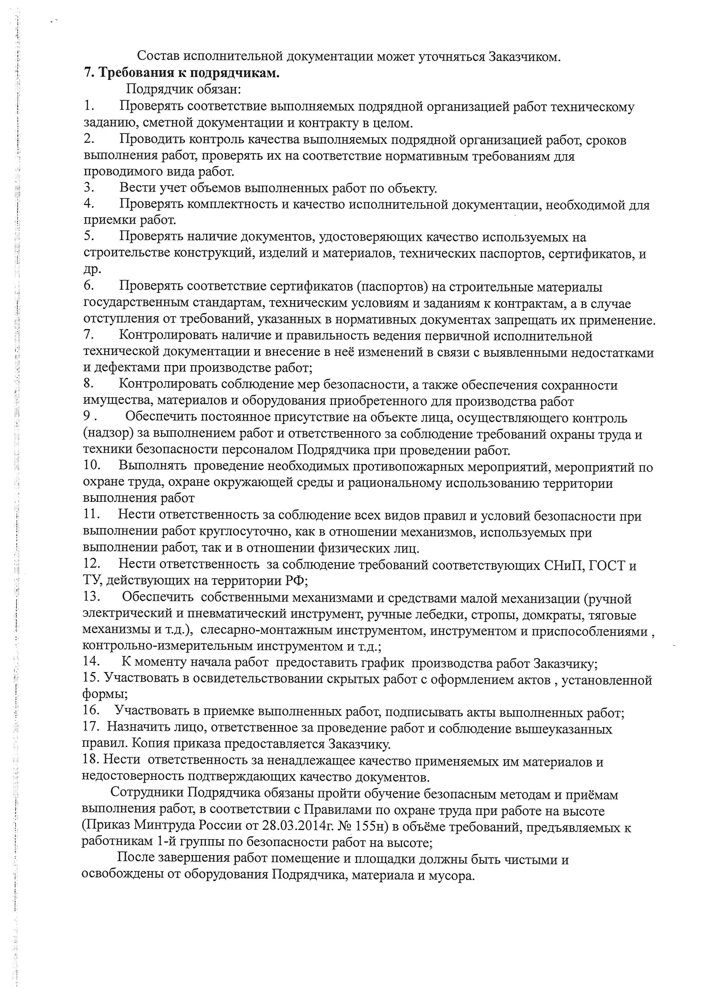 Состав исполнительной документации может уточняться Заказчиком.
7. Требования к подрядчикам.
Подрядчик обязан:
1. Проверять соответствие выполняемых подрядной организацией работ техническому
заданию, сметной документации и контракту в целом.
2. Проводить контроль качества выполняемых подрядной организацией работ, сроков
выполнения работ, проверять их на соответствие нормативным требованиям для
проводимого вида работ.
3. Вести учет объемов выполненных работ по объекту.
4. Проверять комплектность и качество исполнительной документации, необходимой для
приемки работ.
5. Проверять наличие документов, удостоверяющих качество используемых на
строительстве конструкций, изделий и материалов, технических паспортов, сертификатов, и
др.
6. Проверять соответствие сертификатов (паспортов) на строительные материалы
государственным стандартам, техническим условиям и заданиям к контрактам, а в случае
отступления от требований, указанных в нормативных документах запрещать их применение.
7. Контролировать наличие и правильность ведения первичной исполнительной
технической документации и внесение в неё изменений в связи с выявленными недостатками
и дефектами при производстве работ;
8. Контролировать соблюдение мер безопасности, а также обеспечения сохранности
имущества, материалов и оборудования приобретенного для производства работ
9 . Обеспечить постоянное присутствие на объекте лица, осуществляющего контроль
(надзор) за выполнением работ и ответственного за соблюдение требований охраны труда и
техники безопасности персоналом Подрядчика при проведении работ.
10. Выполнять проведение необходимых противопожарных мероприятий, мероприятий по
охране труда, охране окружающей среды и рациональному использованию территории
выполнения работ
11. Нести ответственность за соблюдение всех видов правил и условий безопасности при
выполнении работ круглосуточно, как в отношении механизмов, используемых при
выполнении работ, так и в отношении физических лиц.
12. Нести ответственность за соблюдение требований соответствующих СНиП, ГОСТ и
ТУ, действующих на территории РФ;
13. Обеспечить собственными механизмами и средствами малой механизации (ручной
электрический и пневматический инструмент, ручные лебедки, стропы, домкраты, тяговые
механизмы и т.д.), слесарно-монтажным инструментом, инструментом и приспособлениями ,
контрольно-измерительным инструментом и т.д.;
14. К моменту начала работ предоставить график производства работ Заказчику;
15. Участвовать в освидетельствовании скрытых работ с оформлением актов , установленной
формы;
16. Участвовать в приемке выполненных работ, подписывать акты выполненных работ;
17. Назначить лицо, ответственное за проведение работ и соблюдение вышеуказанных
правил. Копия приказа предоставляется Заказчику.
18. Нести ответственность за ненадлежащее качество применяемых им материалов и
недостоверность подтверждающих качество документов.
Сотрудники Подрядчика обязаны пройти обучение безопасным методам и приёмам
выполнения работ, в соответствии с Правилами по охране труда при работе на высоте
(Приказ Минтруда России от 28.03.2014г. № 155н) в объёме требований, предъявляемых к
работникам 1-й группы по безопасности работ на высоте;
После завершения работ помещение и площадки должны быть чистыми и
освобождены от оборудования Подрядчика, материала и мусора.